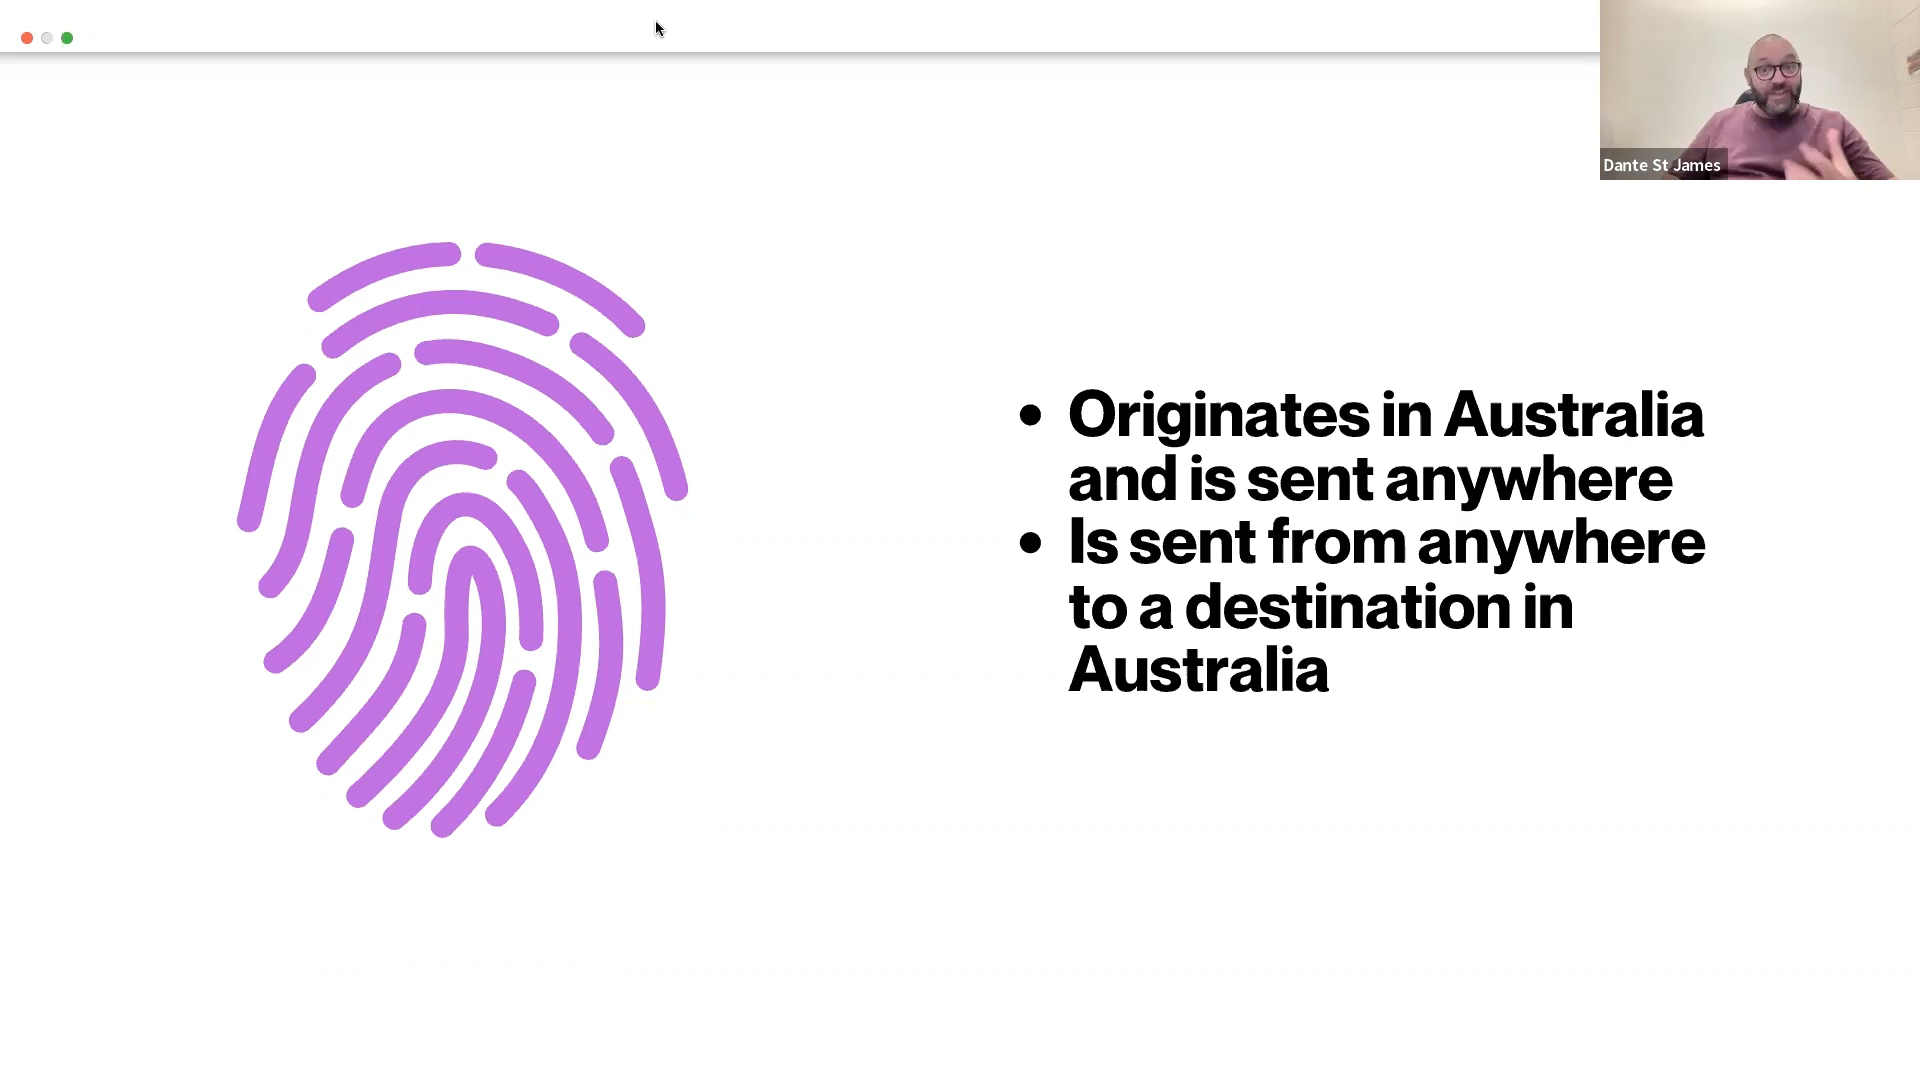 Dante St James
• Originates in Australia
and is sent anywhere
• Is sent from anywhere
to a destination in
Australia